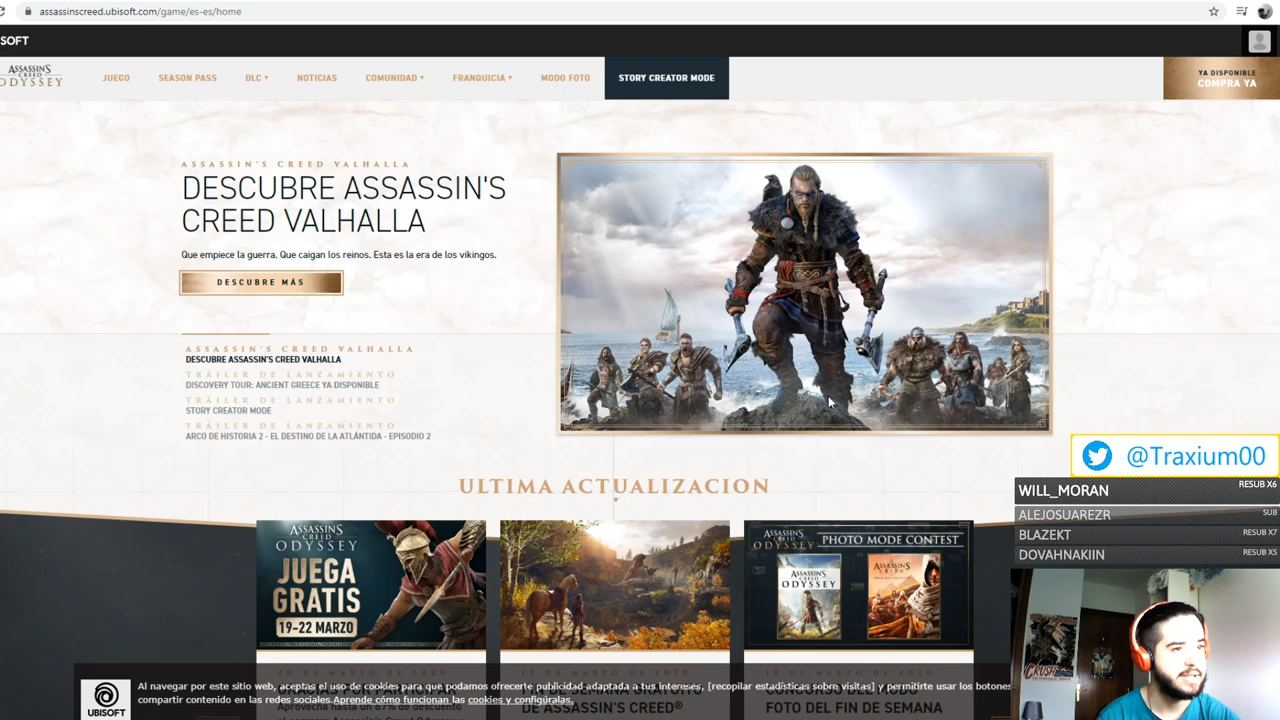 assassinscreed.ubisoft.com/game/es-es/home
SOFT
ASSASSIN'S
ODYSSEY
JUEGO
SEASON PASS
DLC
NOTICIAS
COMUNIDAD
FRANQUICIA
MODO FOTO
STORY CREATOR MODE
YA DISPONIBLE
COMPRA YA
ASSASSIN'S CREED VALHALLA
DESCUBRE ASSASSIN'S
CREED VALHALLA
Que empiece la guerra. Que caigan los reinos. Esta es la era de los vikingos.
DESCUBRE MÁS
ASSASSIN'S CREED VALHALLA
DESCUBRE ASSASSIN'S CREED VALHALLA
TRÁILER DE LANZAMIENTO
DISCOVERY TOUR: ANCIENT GREECE YA DISPONIBLE
TRÁILER DE LANZAMIENTO
STORY CREATOR MODE
TRÁILER DE LANZAMIENTO
ARCO DE HISTORIA 2 - EL DESTINO DE LA ATLÁNTIDA - EPISODIO 2
@Traxium00
WILL_MORAN RESUB X6
ALEJOSUAREZR SUB
BLAZEKT RESUB X7
DOVAHNAKIIN RESUB X5
ULTIMA ACTUALIZACION
ASSASSIN'S
CREED
ODYSSEY
JUEGA
GRATIS
19-22 MARZO
ASSASSIN'S
CREED
ODYSSEY
PHOTO MODE CONTEST
ASSASSIN'S
CREED
ODYSSEY
ASSASSIN'S
CREED
DE ASSASSIN'S CREED®
FOTO DEL FIN DE SEMANA
UBISOFT
Al navegar por este sitio web, aceptas el uso de cookies para que podamos ofrecerte publicidad adaptada a tus intereses, [recopilar estadísticas sobre visitas] y permitirte usar los botones
compartir contenido en las redes sociales. Aprende cómo funcionan las cookies y configúralas,
CRUSH